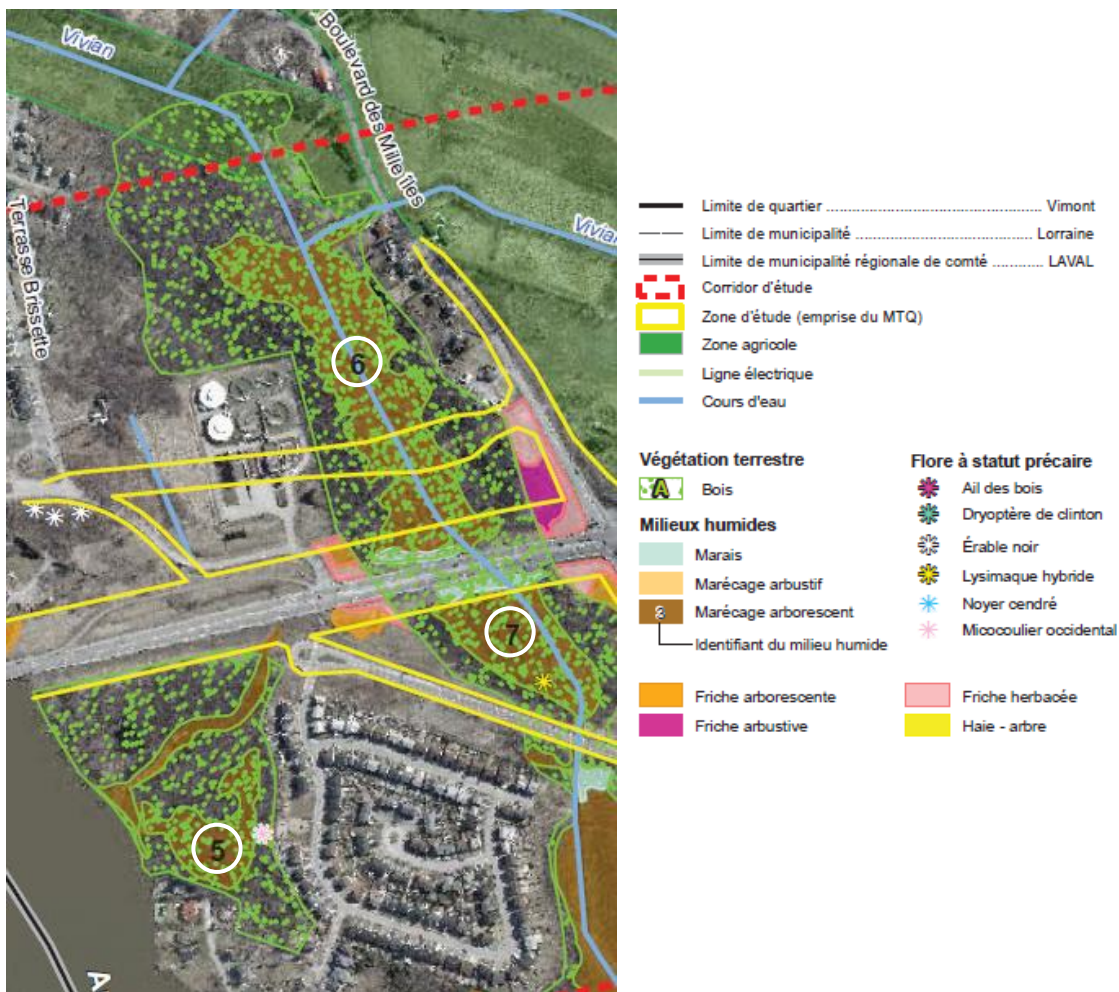 Vivian
Boulevard des Mille îles
Vivian
Terrasse Brissette
6
7
5
A
Limite de quartier ................................................ Vimont
Limite de municipalité ....................................... Lorraine
Limite de municipalité régionale de comté ............ LAVAL
Corridor d'étude
Zone d'étude (emprise du MTQ)
Zone agricole
Ligne électrique
Cours d'eau
Végétation terrestre
A Bois
Milieux humides
Marais
Marécage arbustif
3 Marécage arborescent
Identifiant du milieu humide
Flore à statut précaire
Ail des bois
Dryoptère de clinton
Érable noir
Lysimaque hybride
Noyer cendré
Micocoulier occidental
Friche arborescente
Friche arbustive
Friche herbacée
Haie - arbre